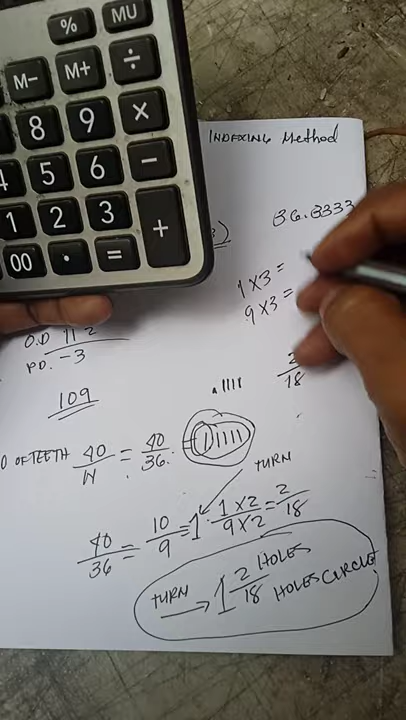 % MU
M- M+ ÷
8 9 ×
4 5 6 −
1 2 3 +
00 . =
INDEXING Method
36.3333
1 X 3 =
9 X 3 =
O.D 112
P.D. - 3
109
2
18
.1111
OF TEETH 40/N = 40/36 = 1.1111
TURN
40/36 = 10/9 = 1 · 1 X 2/9 X 2 = 2/18
TURN → 1 2/18 HOLES
HOLES CIRCLE